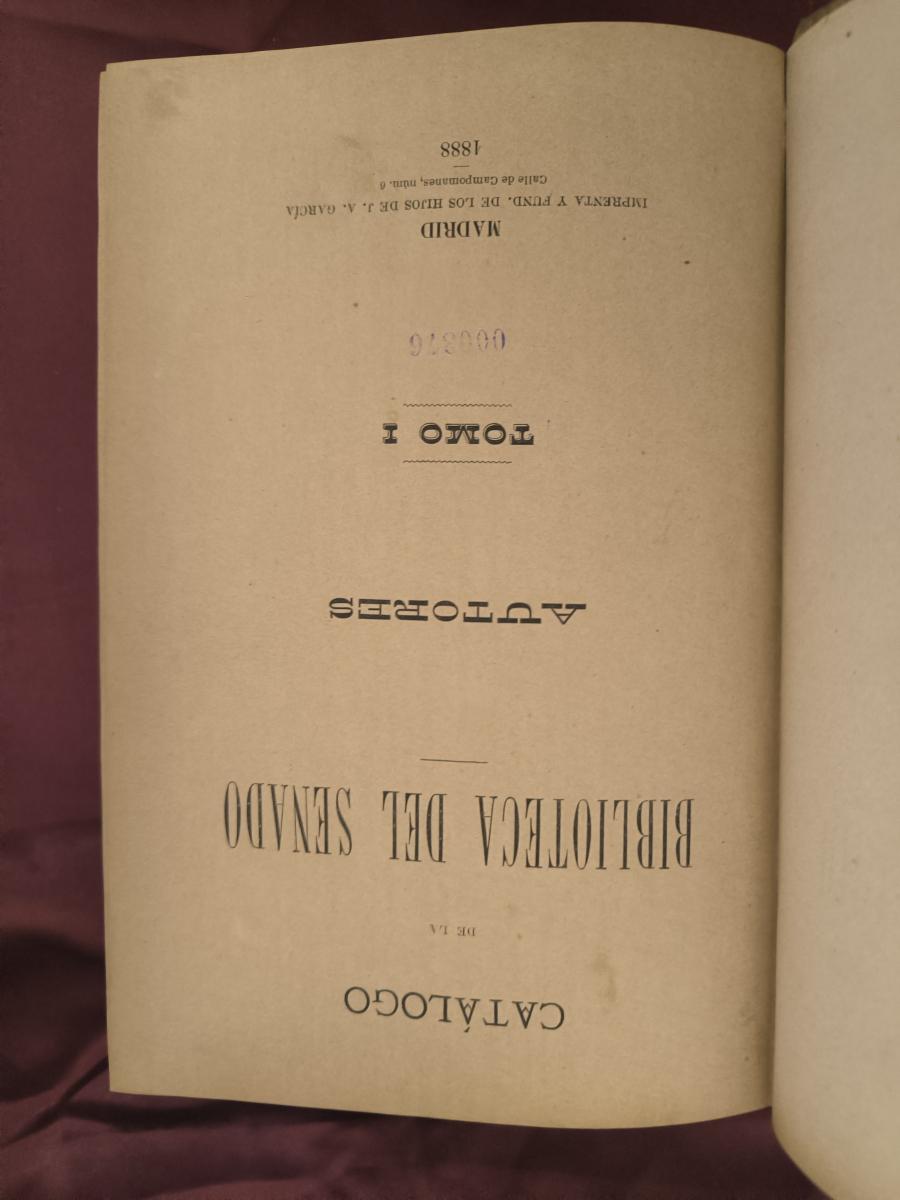 CATÁLOGO
DE LA
BIBLIOTECA DEL SENADO
AUTORES
TOMO I
000376
MADRID
IMPRENTA Y FUND. DE LOS HIJOS DE J. A. GARCÍA
Calle de Campomanes, núm. 6
1888